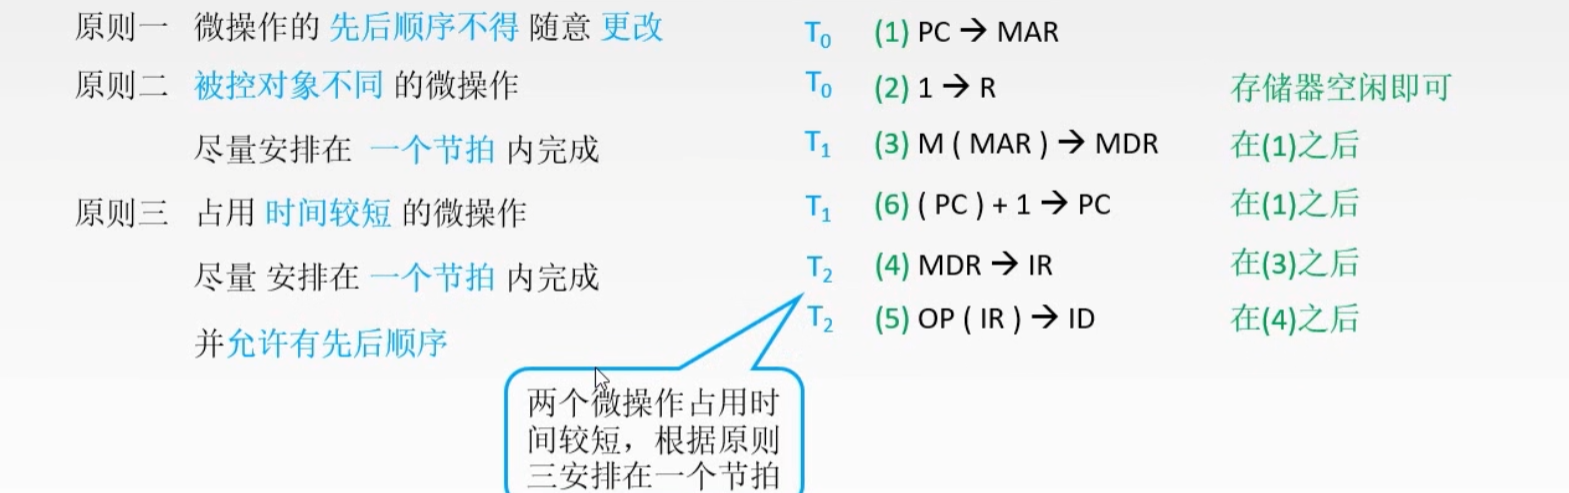 原则一 微操作的 先后顺序不得 随意 更改
原则二 被控对象不同 的微操作
尽量安排在 一个节拍 内完成
原则三 占用 时间较短 的微操作
尽量 安排在 一个节拍 内完成
并允许有先后顺序
T0 (1) PC → MAR
T0 (2) 1 → R 存储器空闲即可
T1 (3) M ( MAR ) → MDR 在(1)之后
T1 (6) ( PC ) + 1 → PC 在(1)之后
T2 (4) MDR → IR 在(3)之后
T2 (5) OP ( IR ) → ID 在(4)之后
两个微操作占用时
间较短，根据原则
三安排在一个节拍